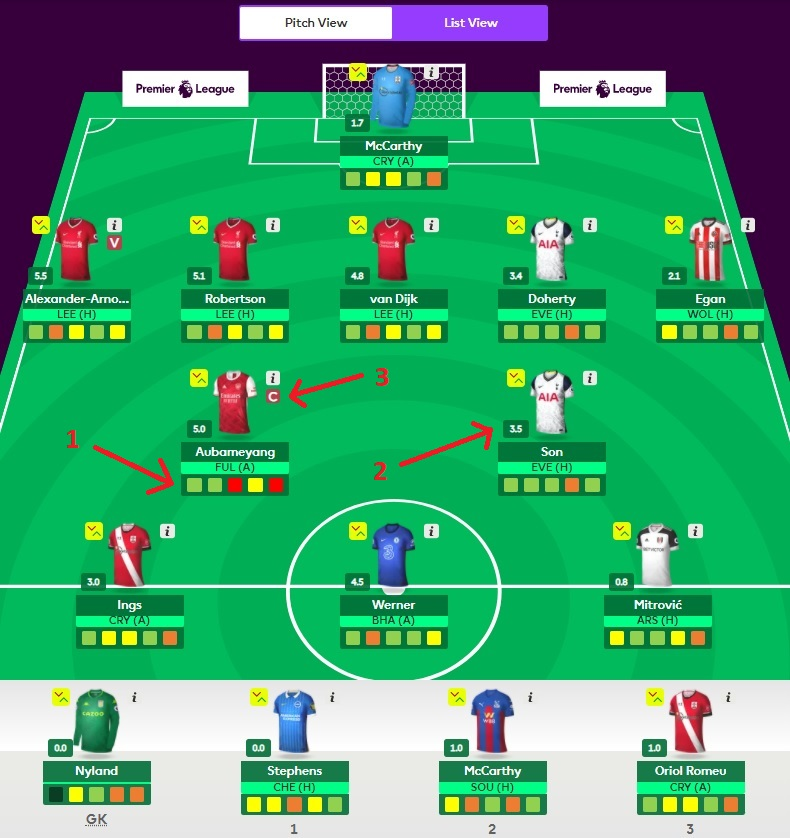 Pitch View List View
Premier League Premier League
1.7
McCarthy
CRY (A)
V
5.5 5.1 4.8 3.4 2.1
Alexander-Arno... Robertson van Dijk Doherty Egan
LEE (H) LEE (H) LEE (H) EVE (H) WOL (H)
AIA AIA
3
C
5.0 3.5
1 2
Aubameyang Son
FUL (A) EVE (H)
3.0 4.5 0.8
Ings Werner Mitrović
CRY (A) BHA (A) ARS (H)
CAZOO
W88
0.0 0.0 1.0 1.0
Nyland Stephens McCarthy Oriol Romeu
CHE (H) SOU (H) CRY (A)
GK 1 2 3